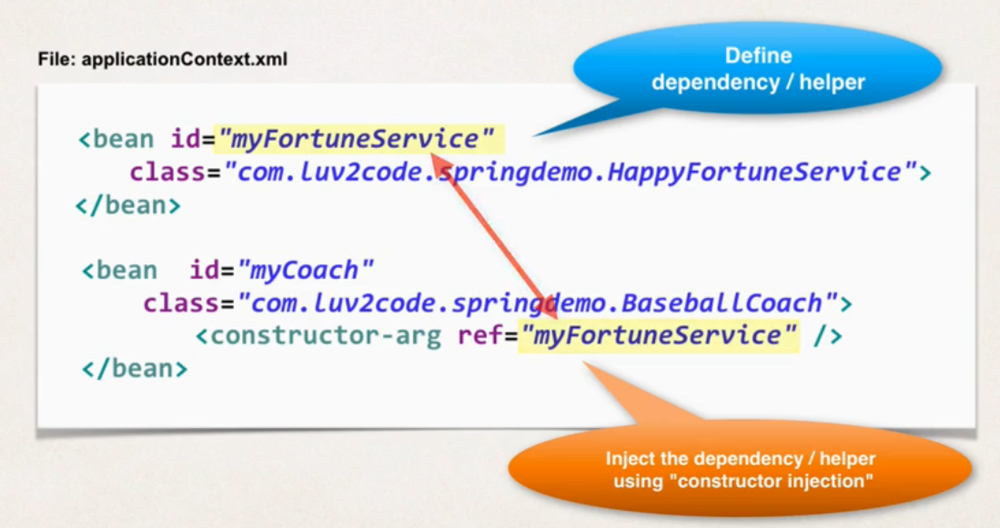 File: applicationContext.xml
Define
dependency / helper
<bean id="myFortuneService"
class="com.luv2code.springdemo.HappyFortuneService">
</bean>
<bean id="myCoach"
class="com.luv2code.springdemo.BaseballCoach">
<constructor-arg ref="myFortuneService" />
</bean>
Inject the dependency / helper
using "constructor injection"